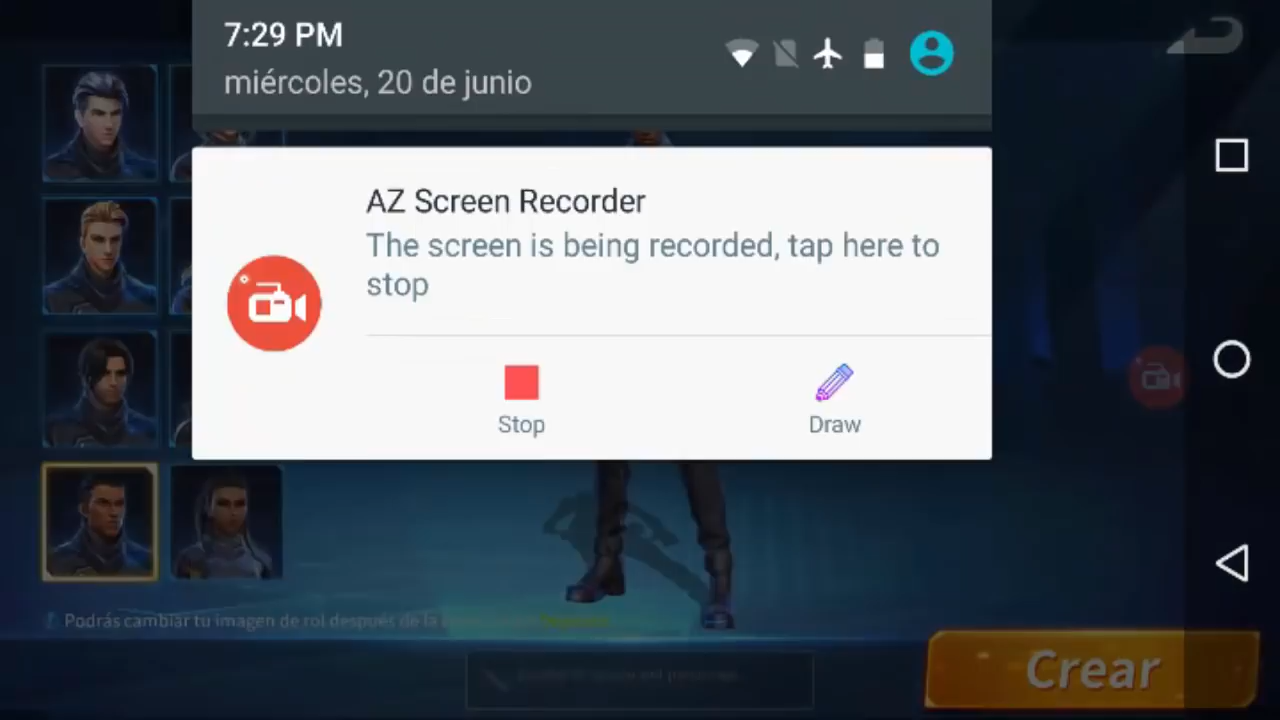 7:29 PM
miércoles, 20 de junio
AZ Screen Recorder
The screen is being recorded, tap here to
stop
Stop
Draw
Podrás cambiar tu imagen de rol después de la
Crear